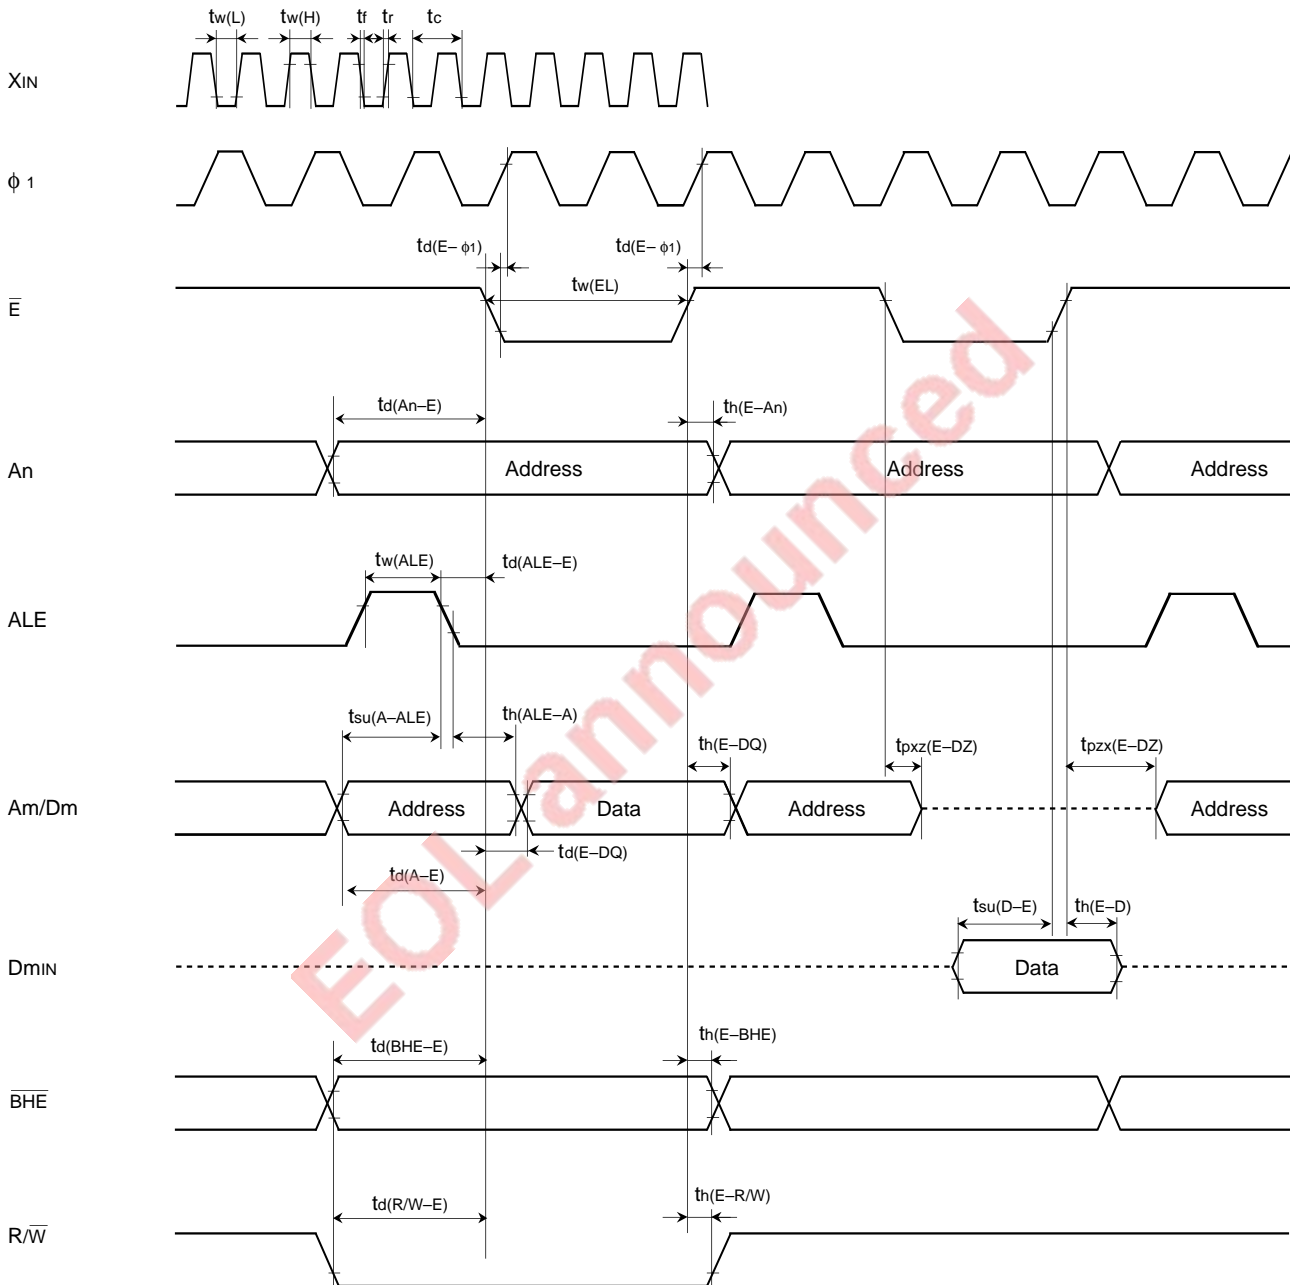 tw(L) tw(H) tf tr tc
XIN
ϕ 1
td(E– ϕ1) td(E– ϕ1)
tw(EL)
E̅
td(An–E) th(E–An)
An Address Address Address
tw(ALE) td(ALE–E)
ALE
tsu(A–ALE) th(ALE–A) th(E–DQ) tpxz(E–DZ) tpzx(E–DZ)
Am/Dm Address Data Address Address
td(E–DQ)
td(A–E)
tsu(D–E) th(E–D)
DmIN Data
td(BHE–E) th(E–BHE)
B̅H̅E̅
td(R/W–E) th(E–R/W)
R/W̅
EOL announced